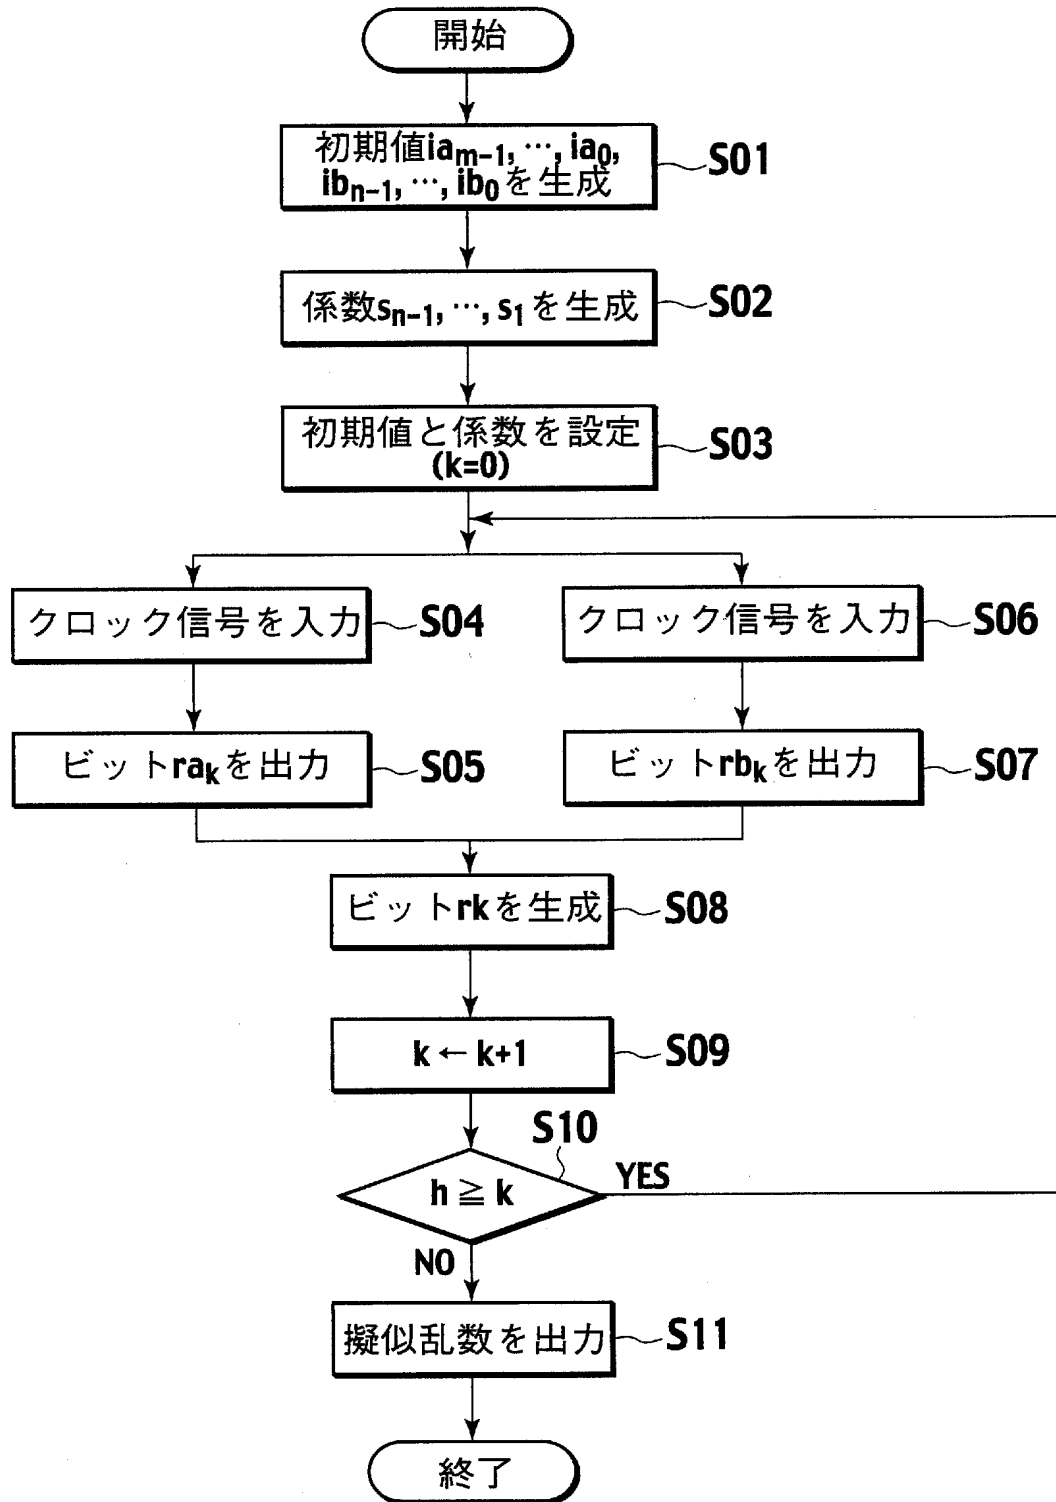 開始
初期値ia_{m-1}, …, ia_0,
ib_{n-1}, …, ib_0を生成
S01
係数s_{n-1}, …, s_1を生成
S02
初期値と係数を設定
(k=0)
S03
クロック信号を入力
S04
クロック信号を入力
S06
ビットra_kを出力
S05
ビットrb_kを出力
S07
ビットrkを生成
S08
k ← k+1
S09
S10
h ≧ k
YES
NO
擬似乱数を出力
S11
終了